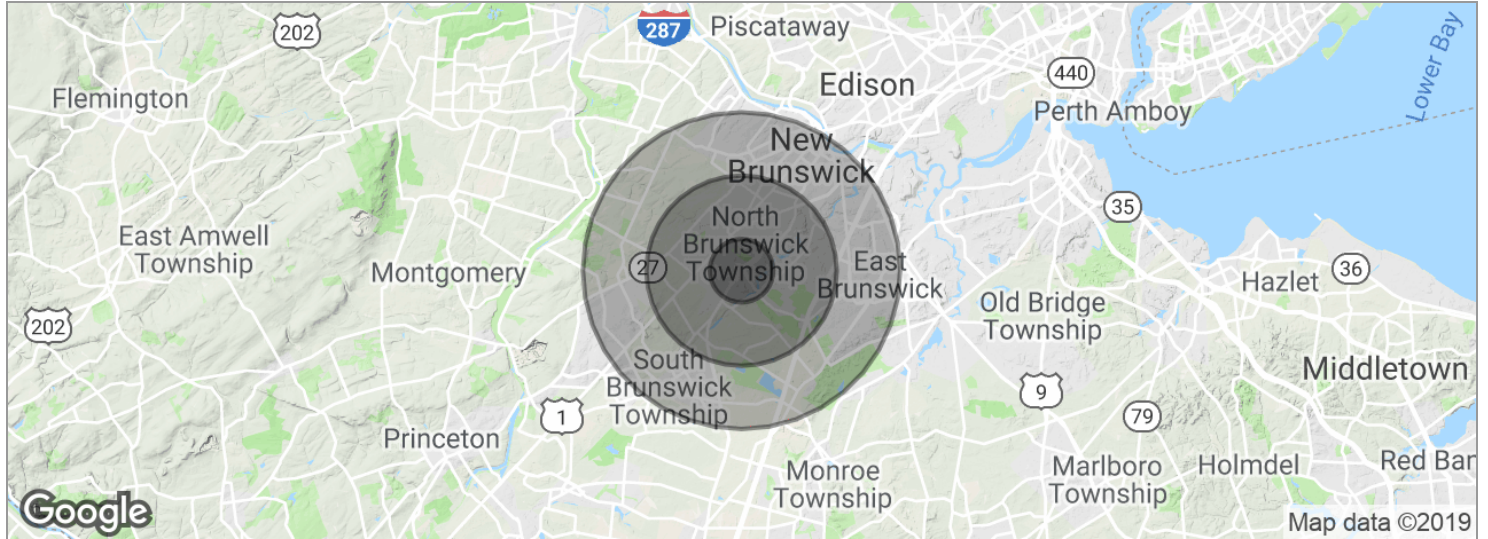 202
287
Piscataway
Edison
440
Flemington
Perth Amboy
Lower Bay
New
Brunswick
North
Brunswick
Township
35
East Amwell
Township
Montgomery
27
East
Brunswick
36
Hazlet
Old Bridge
Township
202
South
Brunswick
Township
Middletown
9
1
79
Princeton
Monroe
Township
Marlboro
Township
Holmdel
Red Ban
Google
Map data ©2019